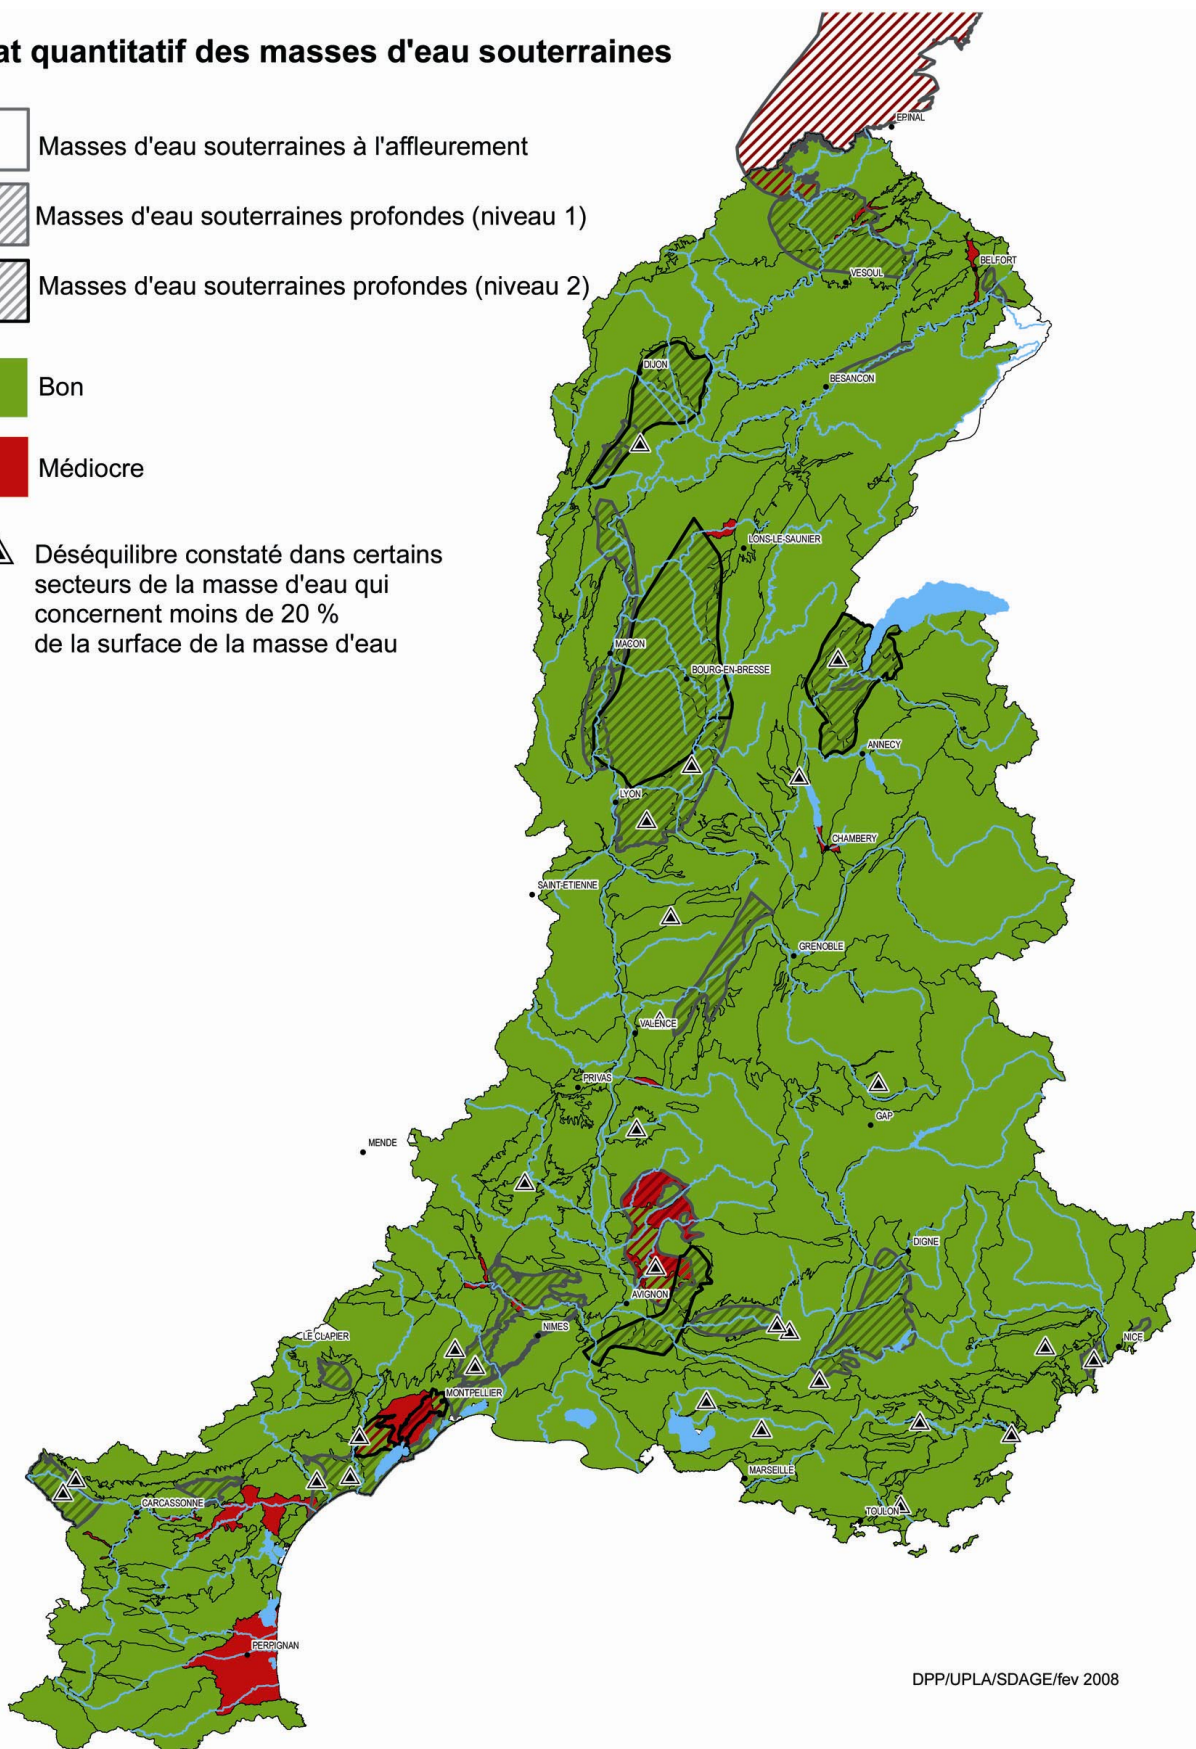 at quantitatif des masses d'eau souterraines
Masses d'eau souterraines à l'affleurement
Masses d'eau souterraines profondes (niveau 1)
Masses d'eau souterraines profondes (niveau 2)
Bon
Médiocre
Déséquilibre constaté dans certains
secteurs de la masse d'eau qui
concernent moins de 20 %
de la surface de la masse d'eau
EPINAL
BELFORT
VESOUL
DIJON
BESANCON
LONS-LE-SAUNIER
MACON
BOURG-EN-BRESSE
ANNECY
LYON
CHAMBERY
SAINT-ETIENNE
GRENOBLE
VALENCE
PRIVAS
GAP
MENDE
DIGNE
AVIGNON
NIMES
LE CLAPIER
NICE
MONTPELLIER
MARSEILLE
CARCASSONNE
TOULON
PERPIGNAN
DPP/UPLA/SDAGE/fev 2008